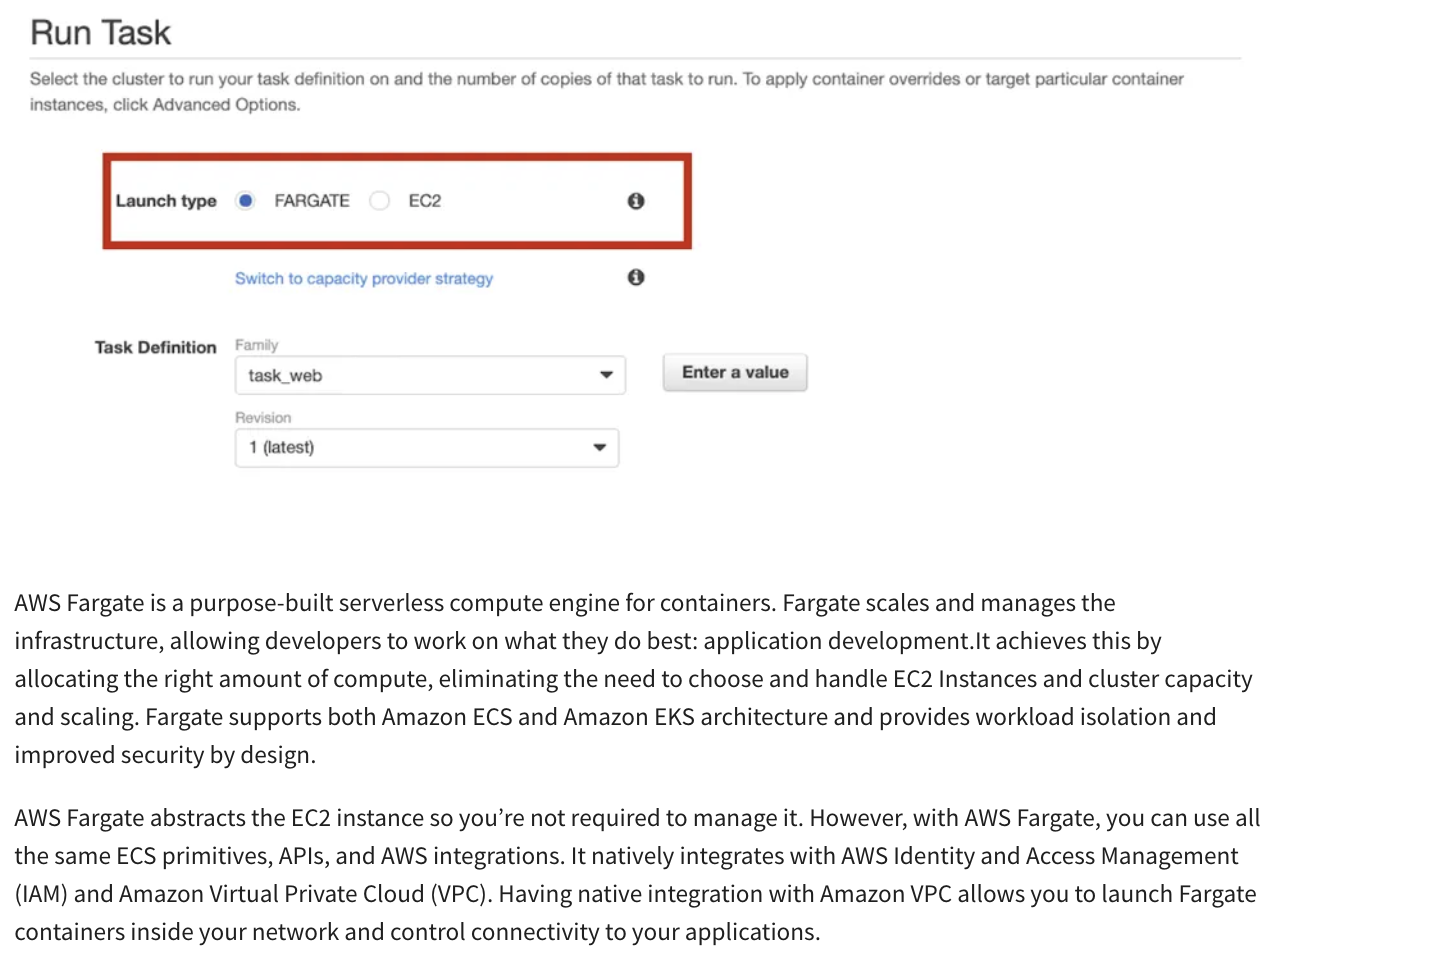 Run Task
Select the cluster to run your task definition on and the number of copies of that task to run. To apply container overrides or target particular container
instances, click Advanced Options.
Launch type FARGATE EC2
Switch to capacity provider strategy
Task Definition Family
task_web Enter a value
Revision
1 (latest)
AWS Fargate is a purpose-built serverless compute engine for containers. Fargate scales and manages the
infrastructure, allowing developers to work on what they do best: application development.It achieves this by
allocating the right amount of compute, eliminating the need to choose and handle EC2 Instances and cluster capacity
and scaling. Fargate supports both Amazon ECS and Amazon EKS architecture and provides workload isolation and
improved security by design.
AWS Fargate abstracts the EC2 instance so you’re not required to manage it. However, with AWS Fargate, you can use all
the same ECS primitives, APIs, and AWS integrations. It natively integrates with AWS Identity and Access Management
(IAM) and Amazon Virtual Private Cloud (VPC). Having native integration with Amazon VPC allows you to launch Fargate
containers inside your network and control connectivity to your applications.